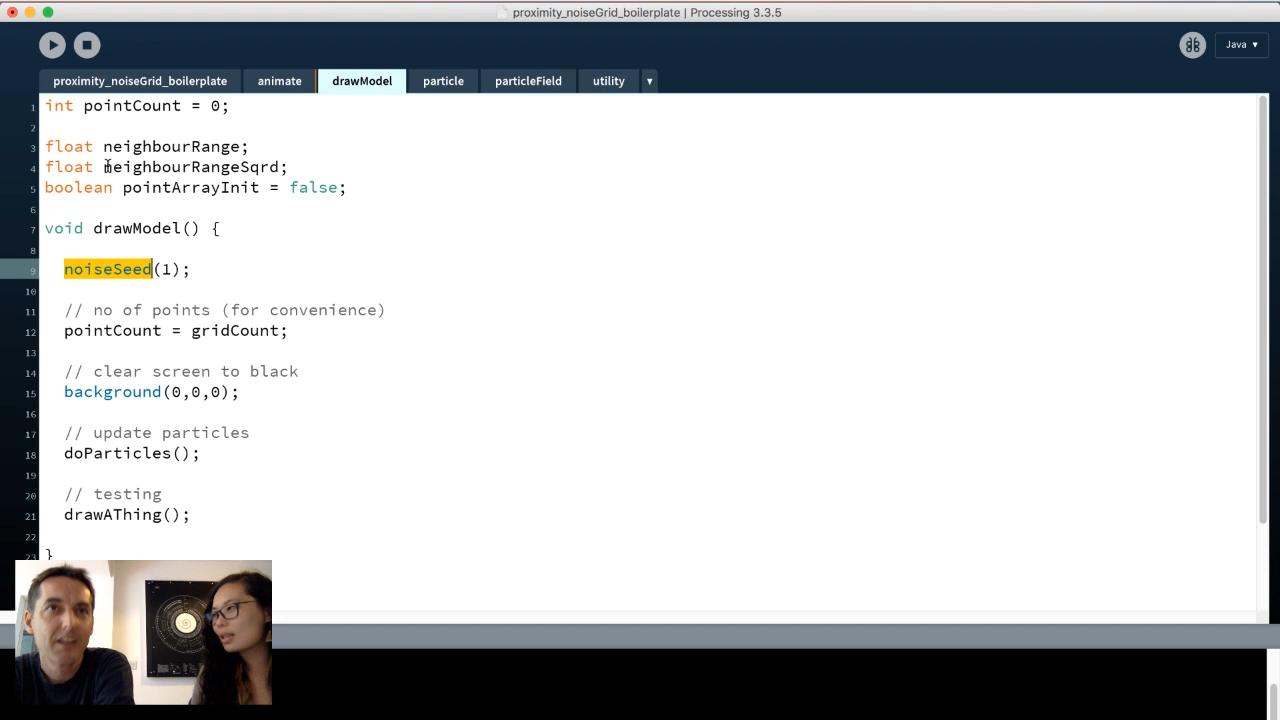 proximity_noiseGrid_boilerplate | Processing 3.3.5
Java ▾
proximity_noiseGrid_boilerplate animate drawModel particle particleField utility ▼
1 int pointCount = 0;
2
3 float neighbourRange;
4 float neighbourRangeSqrd;
5 boolean pointArrayInit = false;
6
7 void drawModel() {
8
9 noiseSeed(1);
10
11 // no of points (for convenience)
12 pointCount = gridCount;
13
14 // clear screen to black
15 background(0,0,0);
16
17 // update particles
18 doParticles();
19
20 // testing
21 drawAThing();
22
23 }